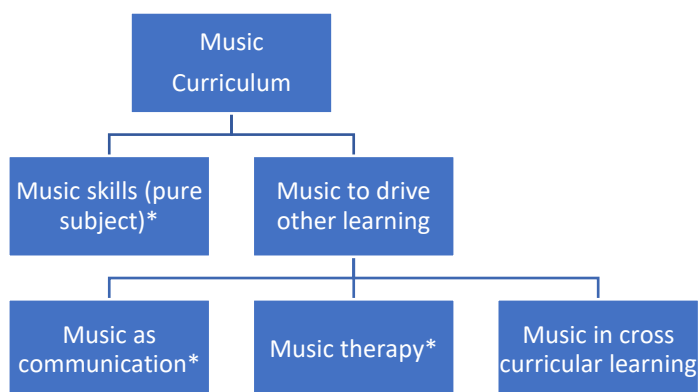 Music
Curriculum
Music skills (pure
subject)*
Music to drive
other learning
Music as
communication*
Music therapy*
Music in cross
curricular learning